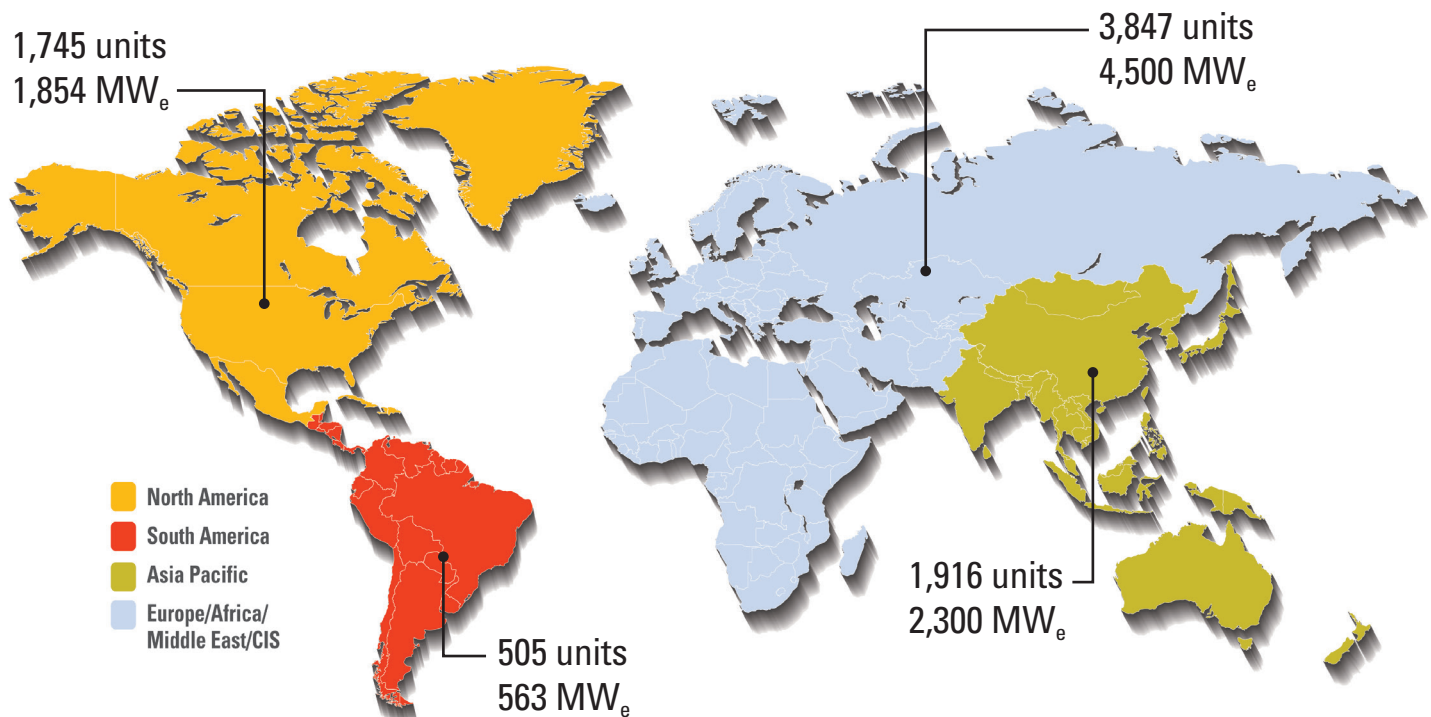 1,745 units
1,854 MWe
3,847 units
4,500 MWe
North America
South America
Asia Pacific
Europe/Africa/
Middle East/CIS
1,916 units
2,300 MWe
505 units
563 MWe